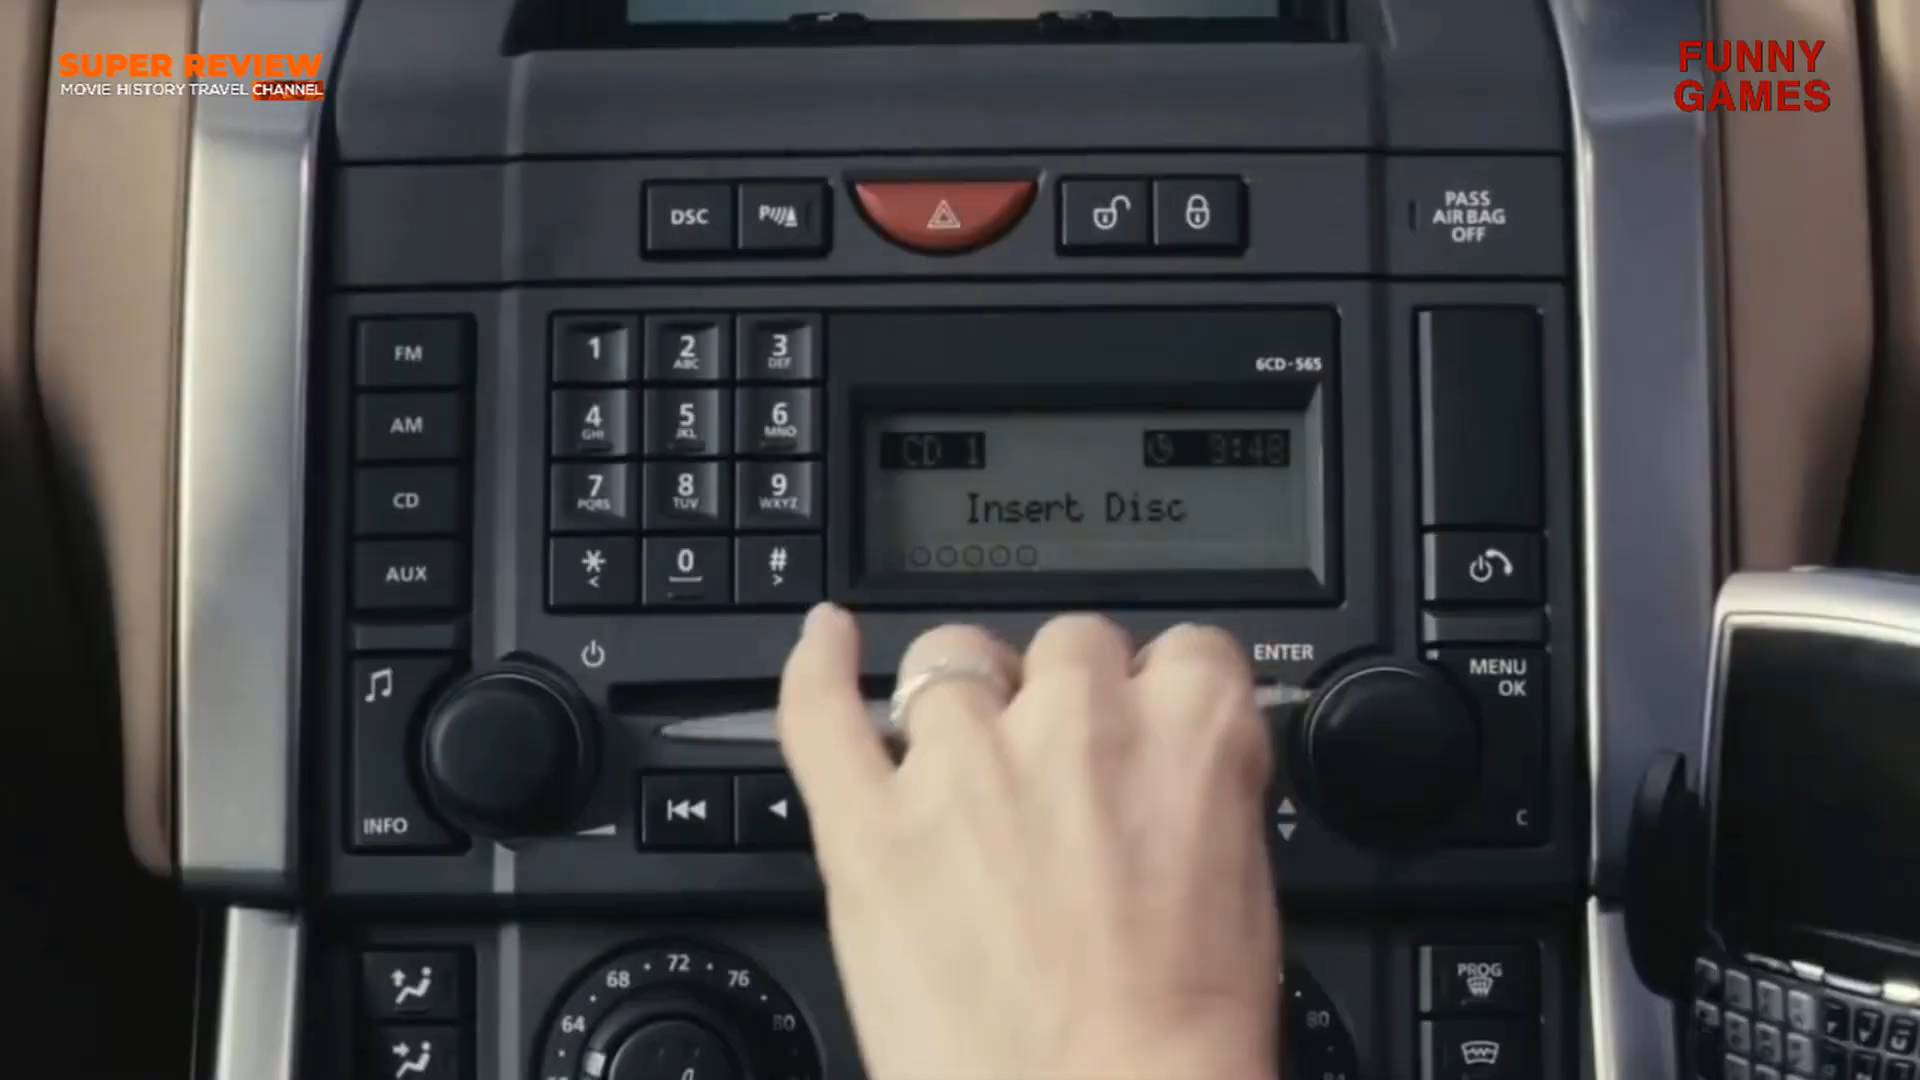 SUPER REVIEW
MOVIE HISTORY TRAVEL CHANNEL
FUNNY
GAMES
DSC
P
PASS
AIRBAG
OFF
FM
AM
CD
AUX
1
2
ABC
3
DEF
4
GHI
5
JKL
6
MNO
7
PQRS
8
TUV
9
WXYZ
*
<
0
#
>
6CD-565
CD 1
3:48
Insert Disc
ENTER
MENU
OK
INFO
C
64
68
72
76
80
80
PROG